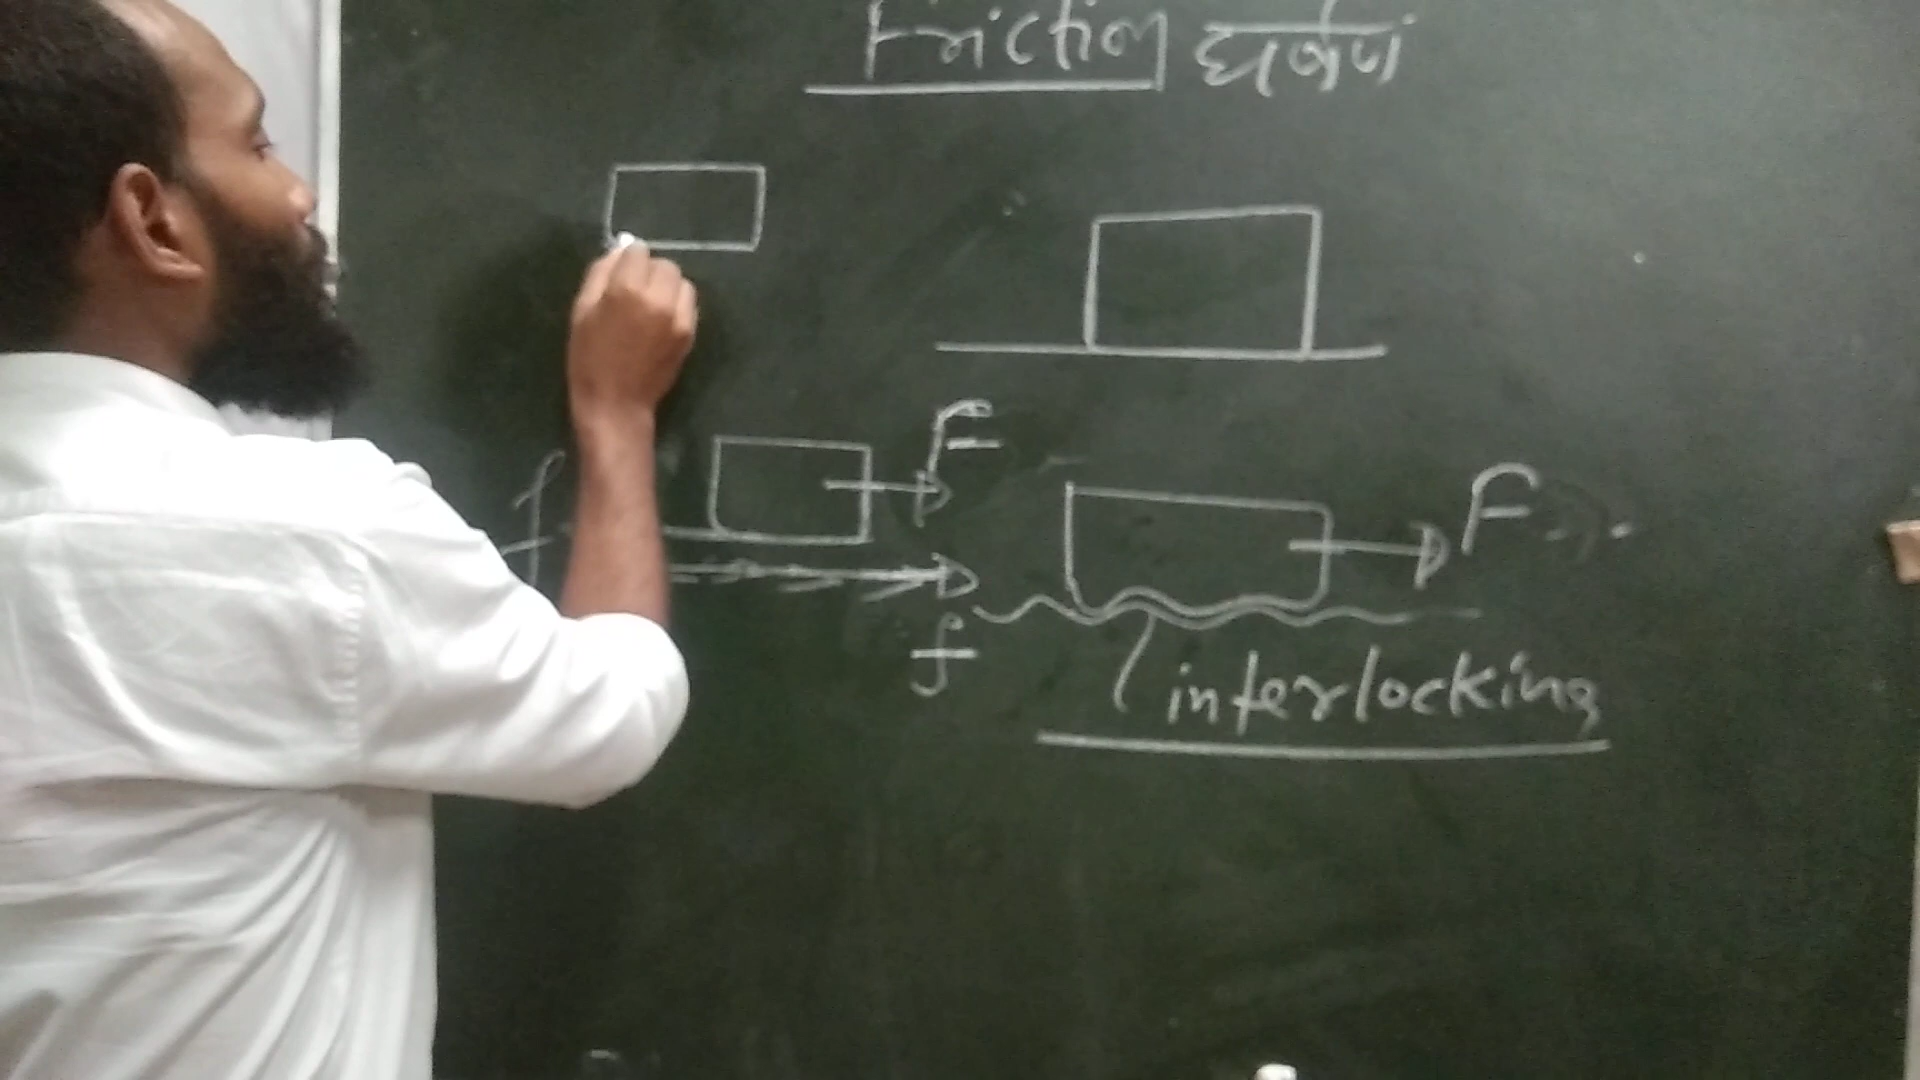 Friction घर्षण
F
f
F
f
interlocking